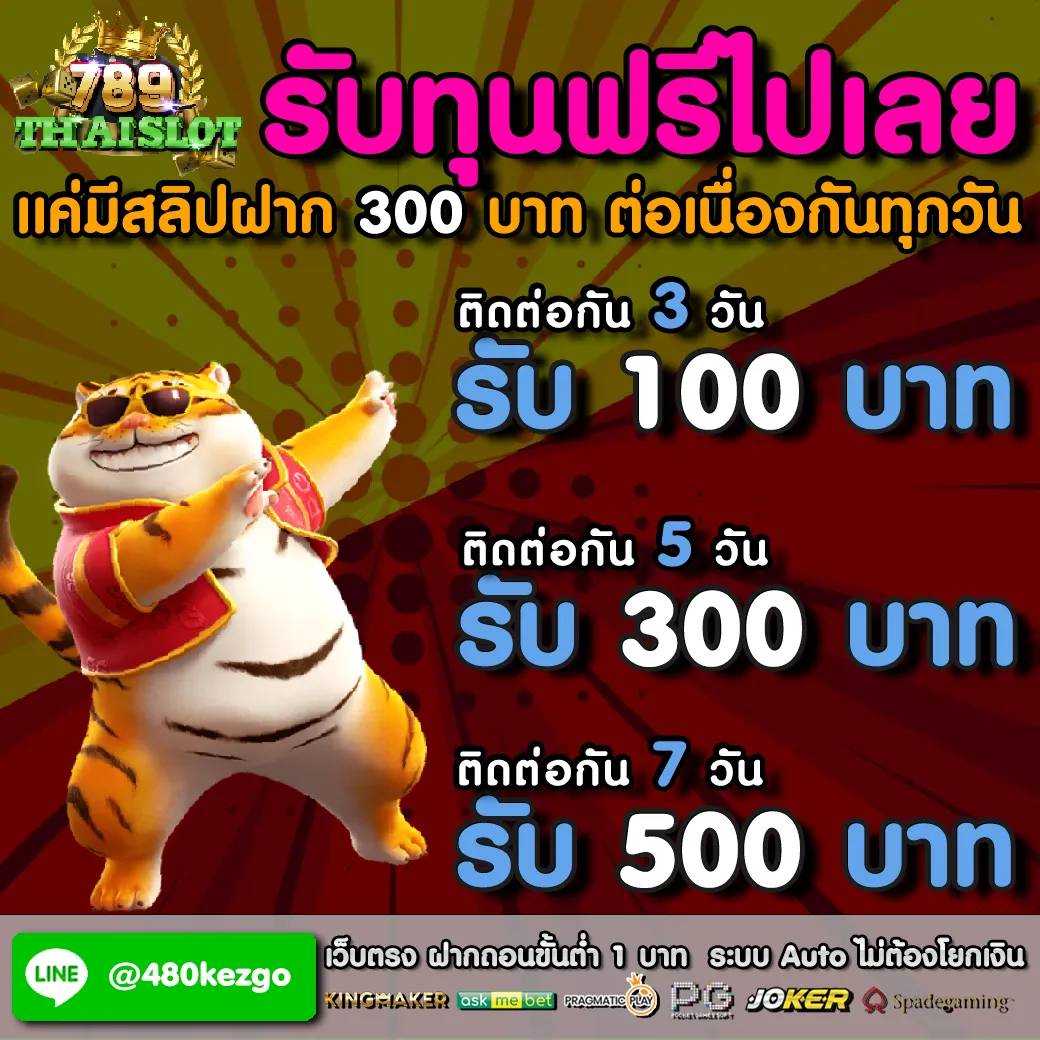 789
THAISLOT
รับทุนฟรีไปเลย
แค่มีสลิปฝาก 300 บาท ต่อเนื่องกันทุกวัน
ติดต่อกัน 3 วัน
รับ 100 บาท
ติดต่อกัน 5 วัน
รับ 300 บาท
ติดต่อกัน 7 วัน
รับ 500 บาท
LINE @480kezgo
เว็บตรง ฝากถอนขั้นต่ำ 1 บาท ระบบ Auto ไม่ต้องโยกเงิน
KINGMAKER ask me bet PRAGMATIC PLAY PG POCKET GAMES SOFT JOKER Spadegaming